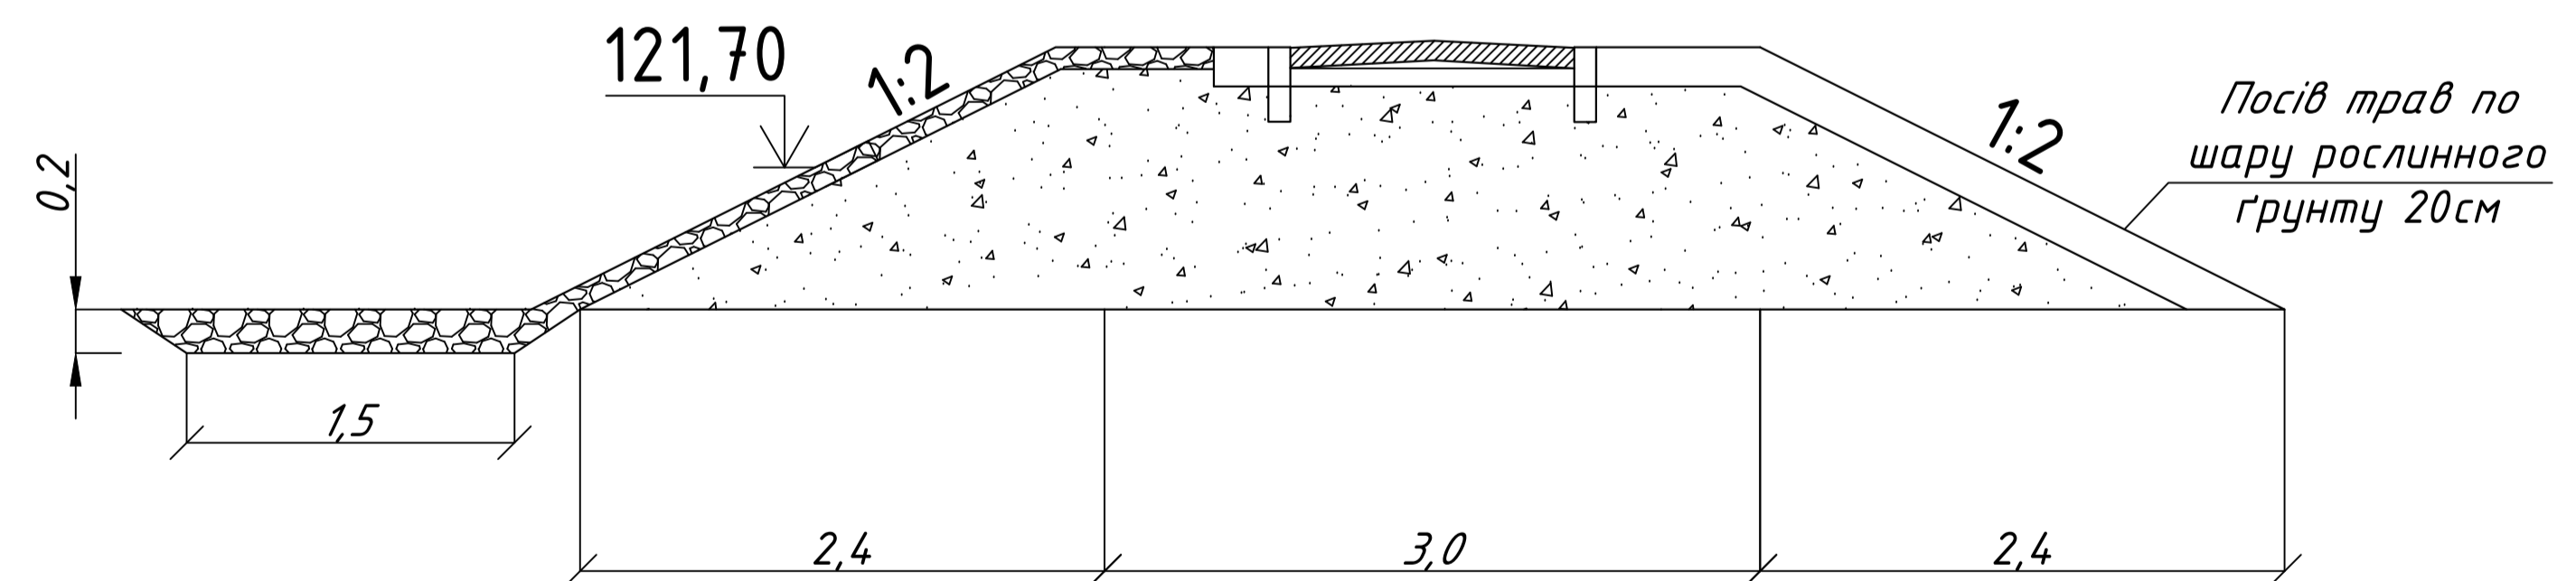 121,70
1:2
1:2
Посів трав по
шару рослинного
ґрунту 20см
0,2
1,5
2,4
3,0
2,4